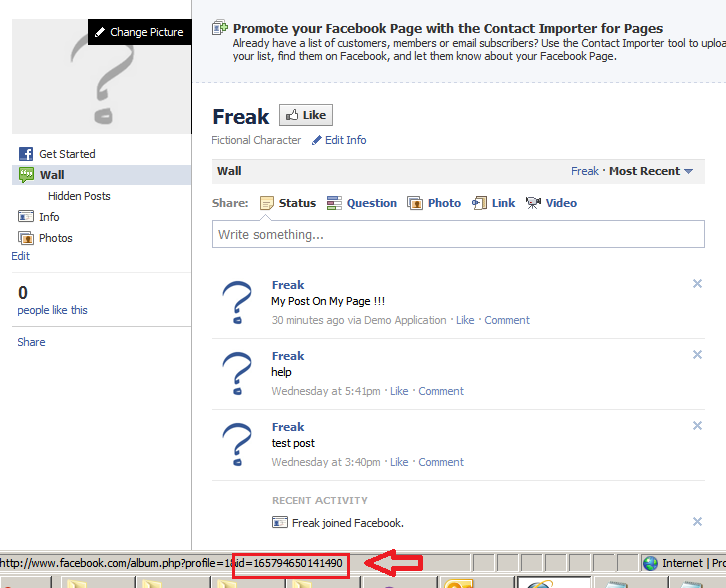 Change Picture
Promote your Facebook Page with the Contact Importer for Pages
Already have a list of customers, members or email subscribers? Use the Contact Importer tool to uploa
your list, find them on Facebook, and let them know about your Facebook Page.
Freak Like
Fictional Character Edit Info
Get Started
Wall
Hidden Posts
Info
Photos
Edit
0
people like this
Share
Wall Freak · Most Recent
Share: Status Question Photo Link Video
Write something...
Freak
My Post On My Page !!!
30 minutes ago via Demo Application · Like · Comment
Freak
help
Wednesday at 5:41pm · Like · Comment
Freak
test post
Wednesday at 3:40pm · Like · Comment
RECENT ACTIVITY
Freak joined Facebook.
http://www.facebook.com/album.php?profile=1&id=165794650141490 Internet | Pro